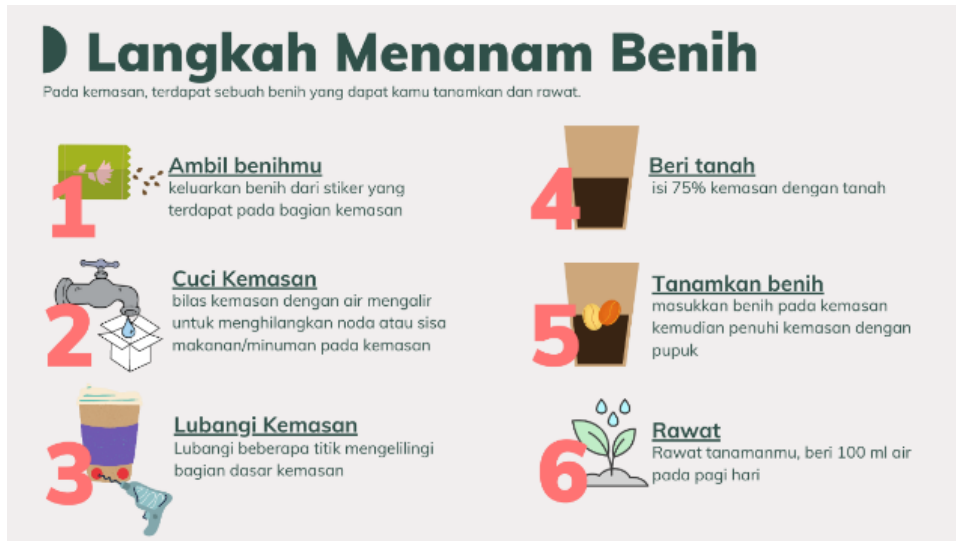 Langkah Menanam Benih
Pada kemasan, terdapat sebuah benih yang dapat kamu tanamkan dan rawat.
1
Ambil benihmu
keluarkan benih dari stiker yang
terdapat pada bagian kemasan
2
Cuci Kemasan
bilas kemasan dengan air mengalir
untuk menghilangkan noda atau sisa
makanan/minuman pada kemasan
3
Lubangi Kemasan
Lubangi beberapa titik mengelilingi
bagian dasar kemasan
4
Beri tanah
isi 75% kemasan dengan tanah
5
Tanamkan benih
masukkan benih pada kemasan
kemudian penuhi kemasan dengan
pupuk
6
Rawat
Rawat tanamanmu, beri 100 ml air
pada pagi hari